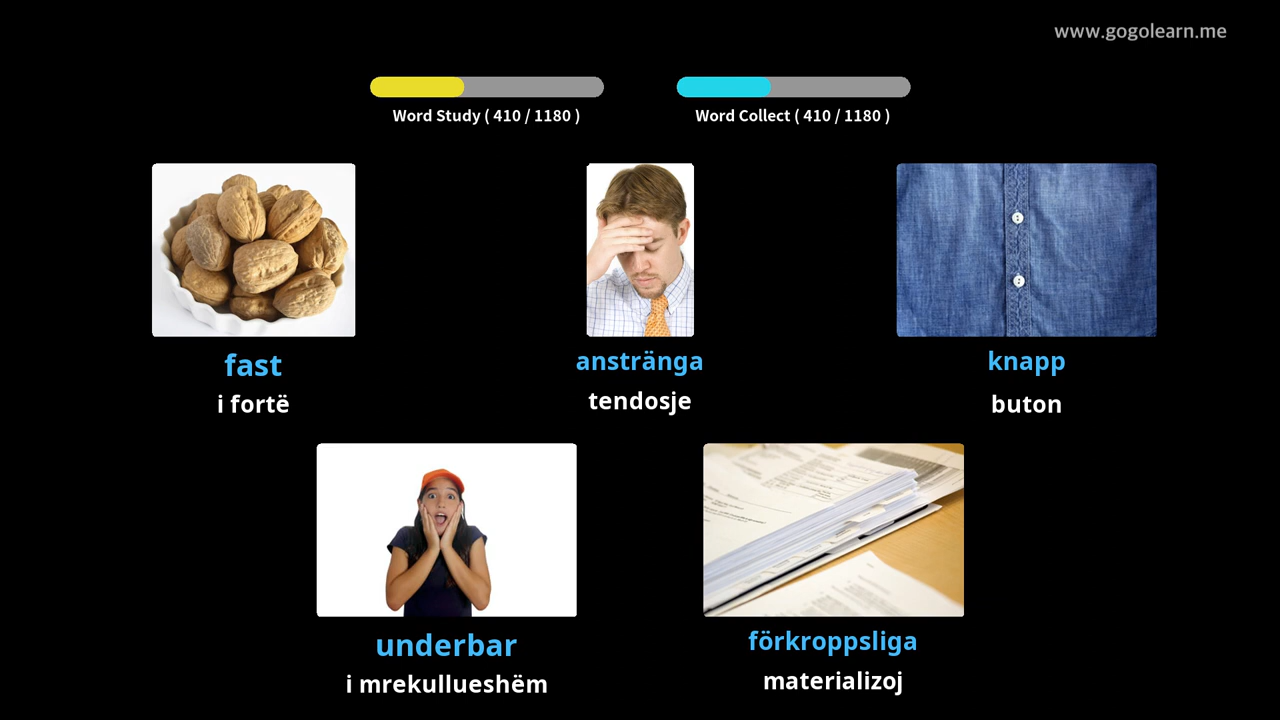 www.gogolearn.me
Word Study ( 410 / 1180 )
Word Collect ( 410 / 1180 )
fast
i fortë
anstränga
tendosje
knapp
buton
underbar
i mrekullueshëm
förkroppsliga
materializoj